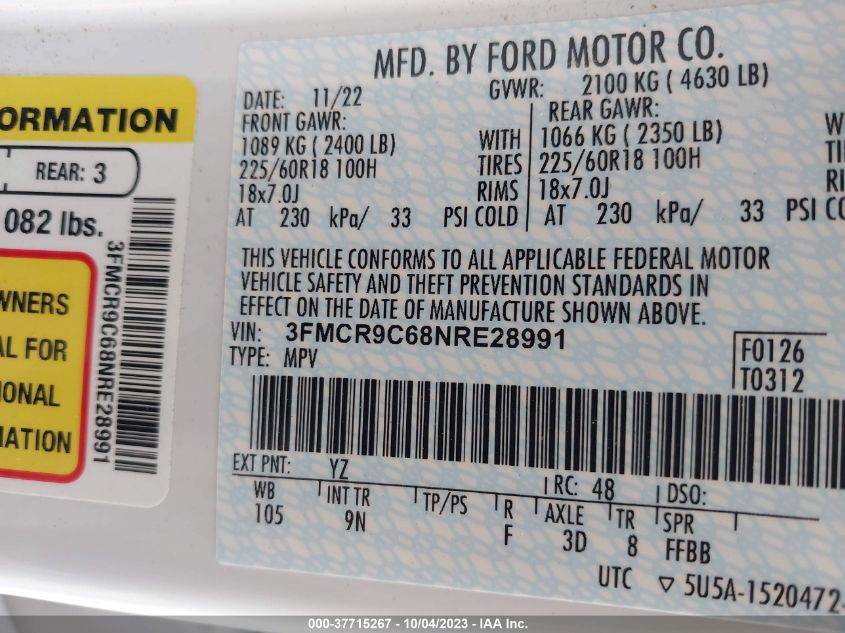 ORMATION
REAR: 3
082 lbs.
3FMCR9C68NRE28991
WNERS
AL FOR
IONAL
MATION
MFD. BY FORD MOTOR CO.
DATE: 11/22 GVWR: 2100 KG ( 4630 LB)
FRONT GAWR: REAR GAWR:
1089 KG ( 2400 LB) WITH 1066 KG ( 2350 LB) W
225/60R18 100H TIRES 225/60R18 100H TI
18x7.0J RIMS 18x7.0J RI
AT 230 kPa/ 33 PSI COLD AT 230 kPa/ 33 PSI CO
THIS VEHICLE CONFORMS TO ALL APPLICABLE FEDERAL MOTOR
VEHICLE SAFETY AND THEFT PREVENTION STANDARDS IN
EFFECT ON THE DATE OF MANUFACTURE SHOWN ABOVE.
VIN: 3FMCR9C68NRE28991
TYPE: MPV
F0126
T0312
EXT PNT: YZ RC: 48 DSO:
WB INT TR TP/PS R AXLE TR SPR
105 9N F 3D 8 FFBB
UTC ▽ 5U5A-1520472-
000-37715267 - 10/04/2023 - IAA Inc.